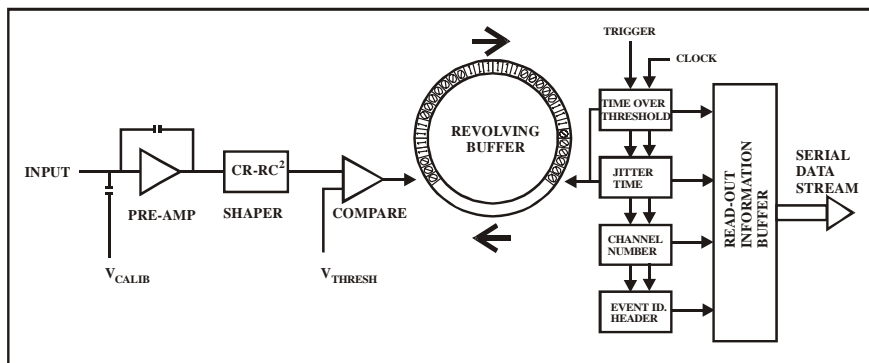 TRIGGER
CLOCK
TIME OVER
THRESHOLD
REVOLVING
BUFFER
INPUT
CR-RC²
PRE-AMP
SHAPER
COMPARE
JITTER
TIME
CHANNEL
NUMBER
EVENT ID.
HEADER
READ-OUT
INFORMATION
BUFFER
SERIAL
DATA
STREAM
VCALIB
VTHRESH